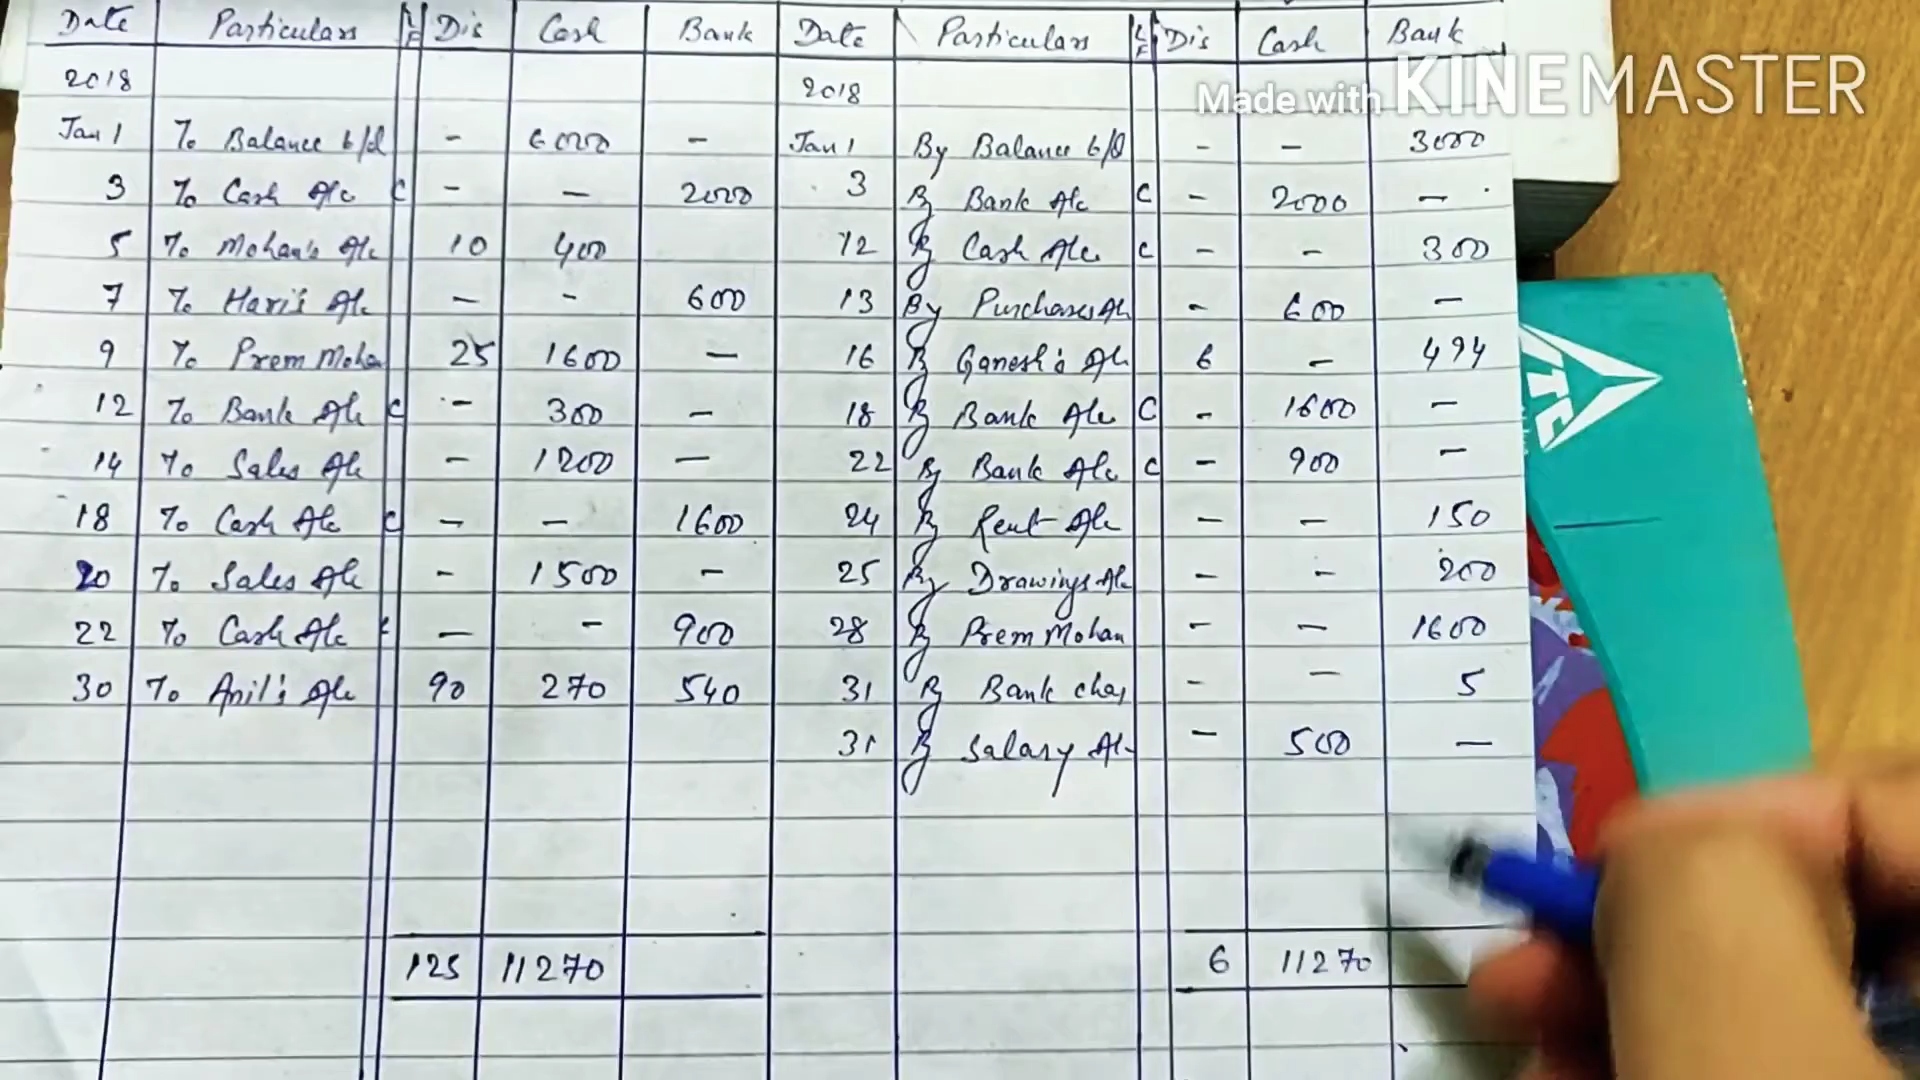 Date Particulars LF Dis Cash Bank Date Particulars LF Dis Cash Bank
2018 2018
Made with KINEMASTER
Jan 1 To Balance b/d - 6000 - Jan 1 By Balance b/d - - 3000
3 To Cash A/c C - - 2000 3 By Bank A/c C - 2000 -
5 To Mohan's A/c 10 400 12 By Cash A/c C - - 300
7 To Hari's A/c - - 600 13 By Purchases A/c - 600 -
9 To Prem Mohan 25 1600 - 16 By Ganesh's A/c 6 - 494
12 To Bank A/c C - 300 - 18 By Bank A/c C - 1600 -
14 To Sales A/c - 1200 - 22 By Bank A/c C - 900 -
18 To Cash A/c C - - 1600 24 By Rent A/c - - 150
20 To Sales A/c - 1500 - 25 By Drawings A/c - - 200
22 To Cash A/c C - - 900 28 By Prem Mohan - - 1600
30 To Anil's A/c 90 270 540 31 By Bank cha - - 5
31 By Salary A/c - 500 -
125 11270 6 11270
ITC